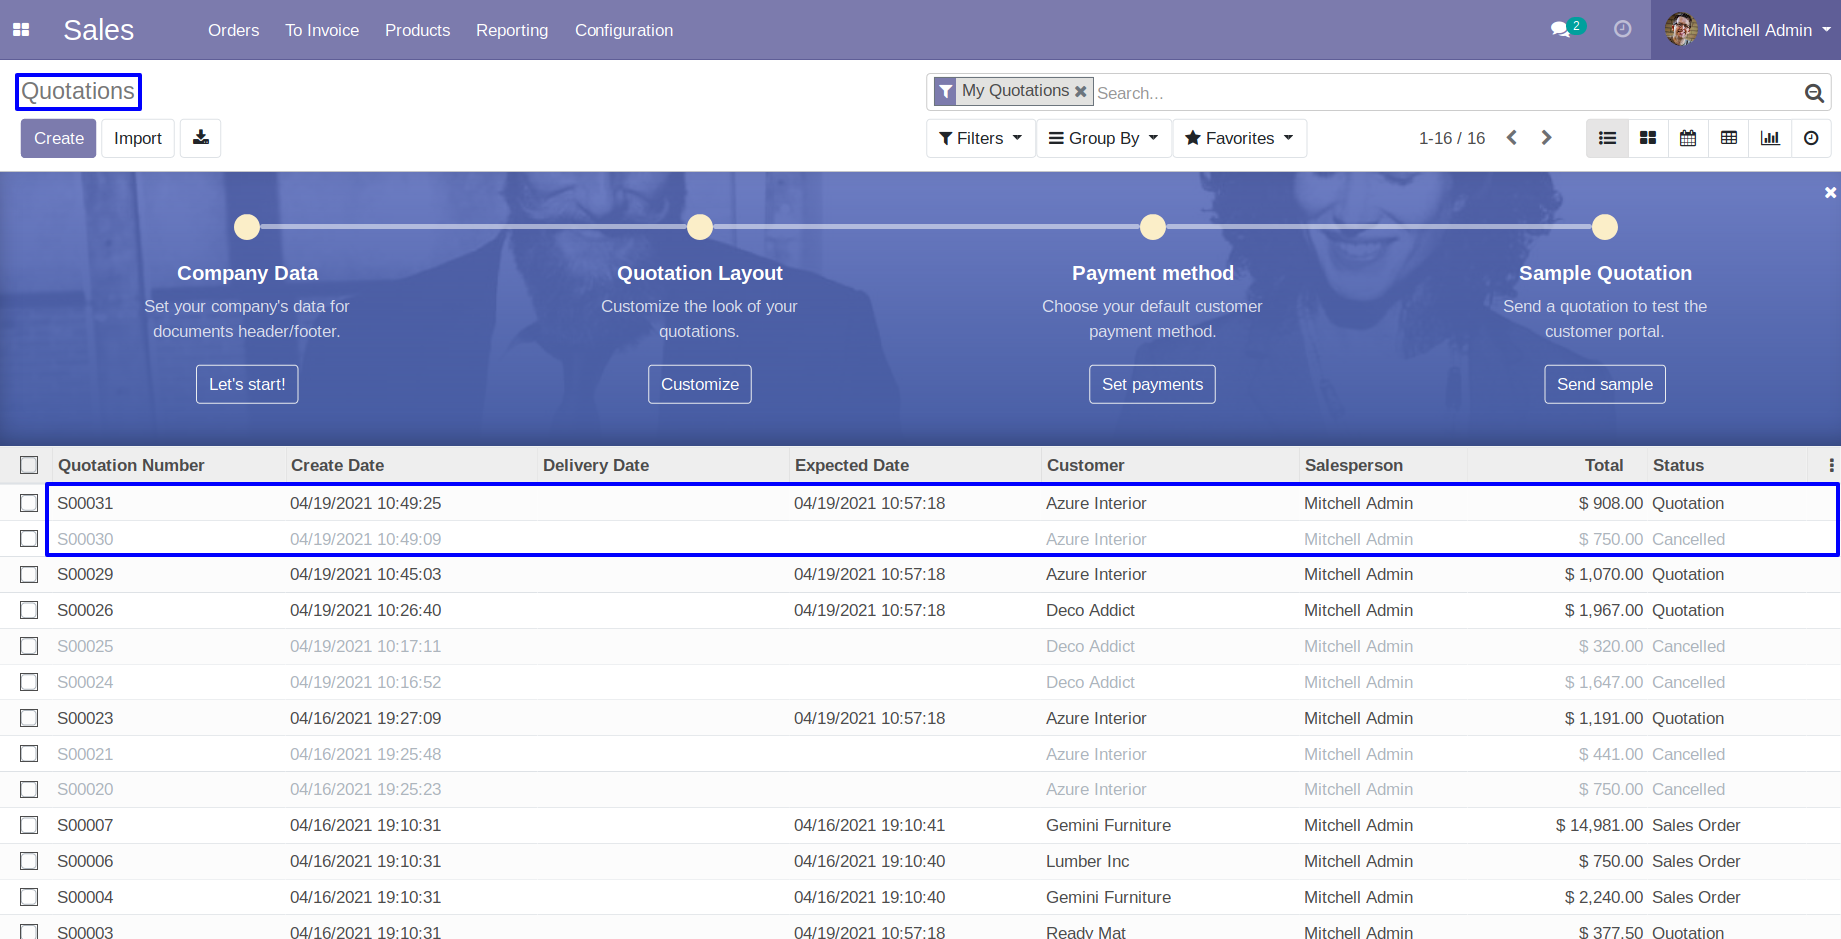 Sales Orders To Invoice Products Reporting Configuration 2 Mitchell Admin
Quotations My Quotations Search...
Create Import Filters Group By Favorites 1-16 / 16
Company Data Quotation Layout Payment method Sample Quotation
Set your company's data for Customize the look of your Choose your default customer Send a quotation to test the
documents header/footer. quotations. payment method. customer portal.
Let's start! Customize Set payments Send sample
Quotation Number Create Date Delivery Date Expected Date Customer Salesperson Total Status
S00031 04/19/2021 10:49:25 04/19/2021 10:57:18 Azure Interior Mitchell Admin $ 908.00 Quotation
S00030 04/19/2021 10:49:09 Azure Interior Mitchell Admin $ 750.00 Cancelled
S00029 04/19/2021 10:45:03 04/19/2021 10:57:18 Azure Interior Mitchell Admin $ 1,070.00 Quotation
S00026 04/19/2021 10:26:40 04/19/2021 10:57:18 Deco Addict Mitchell Admin $ 1,967.00 Quotation
S00025 04/19/2021 10:17:11 Deco Addict Mitchell Admin $ 320.00 Cancelled
S00024 04/19/2021 10:16:52 Deco Addict Mitchell Admin $ 1,647.00 Cancelled
S00023 04/16/2021 19:27:09 04/19/2021 10:57:18 Azure Interior Mitchell Admin $ 1,191.00 Quotation
S00021 04/16/2021 19:25:48 Azure Interior Mitchell Admin $ 441.00 Cancelled
S00020 04/16/2021 19:25:23 Azure Interior Mitchell Admin $ 750.00 Cancelled
S00007 04/16/2021 19:10:31 04/16/2021 19:10:41 Gemini Furniture Mitchell Admin $ 14,981.00 Sales Order
S00006 04/16/2021 19:10:31 04/16/2021 19:10:40 Lumber Inc Mitchell Admin $ 750.00 Sales Order
S00004 04/16/2021 19:10:31 04/16/2021 19:10:40 Gemini Furniture Mitchell Admin $ 2,240.00 Sales Order
S00003 04/16/2021 19:10:31 04/19/2021 10:57:18 Ready Mat Mitchell Admin $ 377.50 Quotation